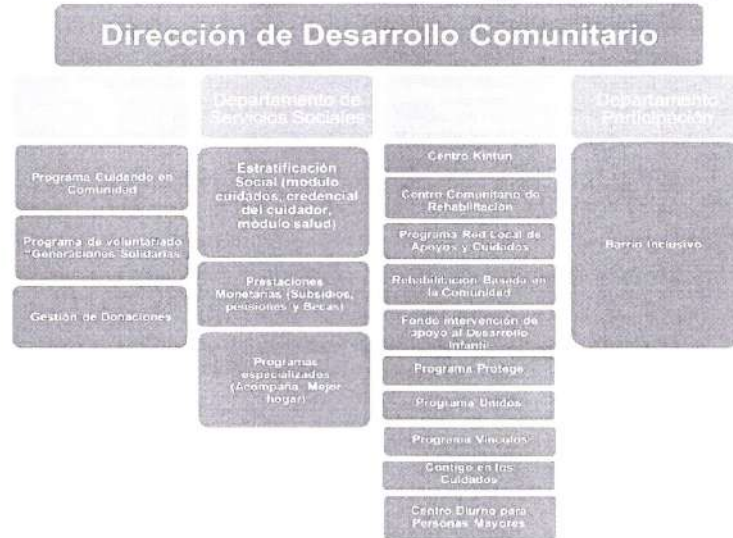 Dirección de Desarrollo Comunitario
Departamento de
Servicios Sociales
Departamento
Participación
Programa Cuidando en
Comunidad
Programa de voluntariado
"Generaciones Solidarias
Gestión de Donaciones
Estratificación
Social (modulo
cuidados, credencial
del cuidador,
módulo salud)
Prestaciones
Monetarias (Subsidios,
pensiones y Becas)
Programas
especializados
(Acompaña, Mejor
hogar)
Centro Kintun
Centro Comunitario de
Rehabilitación
Programa Red Local de
Apoyos y Cuidados
Rehabilitación Basada en
la Comunidad
Fondo Intervención de
apoyo al Desarrollo
Infantil
Programa Protege
Programa Unidos
Programa Vínculos
Contigo en los
Cuidados
Centro Diurno para
Personas Mayores
Barrio Inclusivo